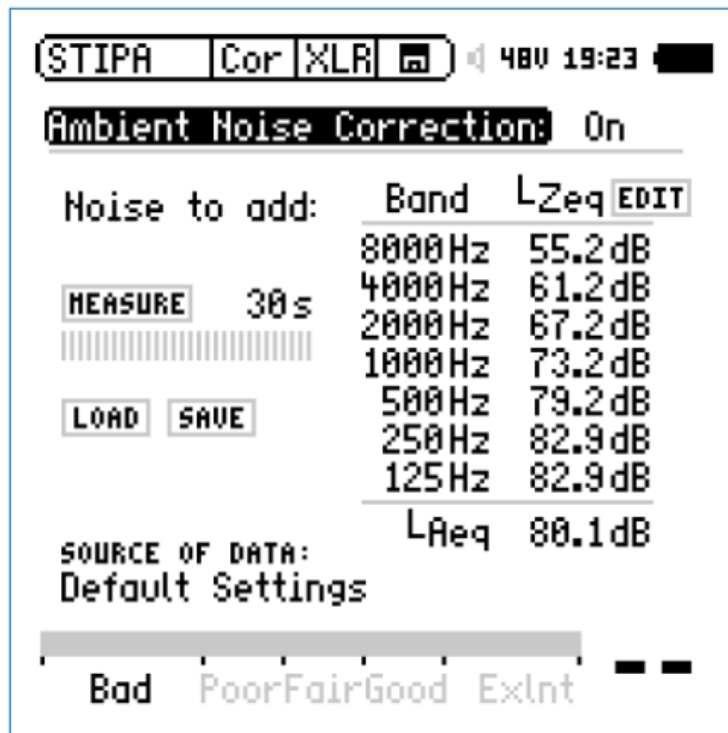 STIPA Cor XLR 48V 19:23
Ambient Noise Correction: On
Noise to add:
Band LZeq EDIT
8000Hz 55.2dB
4000Hz 61.2dB
2000Hz 67.2dB
1000Hz 73.2dB
500Hz 79.2dB
250Hz 82.9dB
125Hz 82.9dB
LAeq 80.1dB
MEASURE 30s
LOAD SAVE
SOURCE OF DATA:
Default Settings
Bad Poor Fair Good Exlnt
--